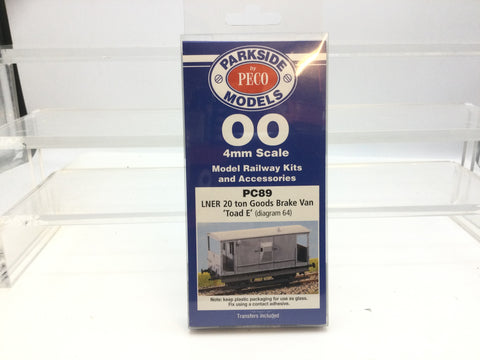 PARKSIDE
by
PECO
MODELS
OO
4mm Scale
Model Railway Kits
and Accessories
PC89
LNER 20 ton Goods Brake Van
'Toad E' (diagram 64)
Note: keep plastic packaging for use as glass.
Fix using a contact adhesive.
Transfers Included